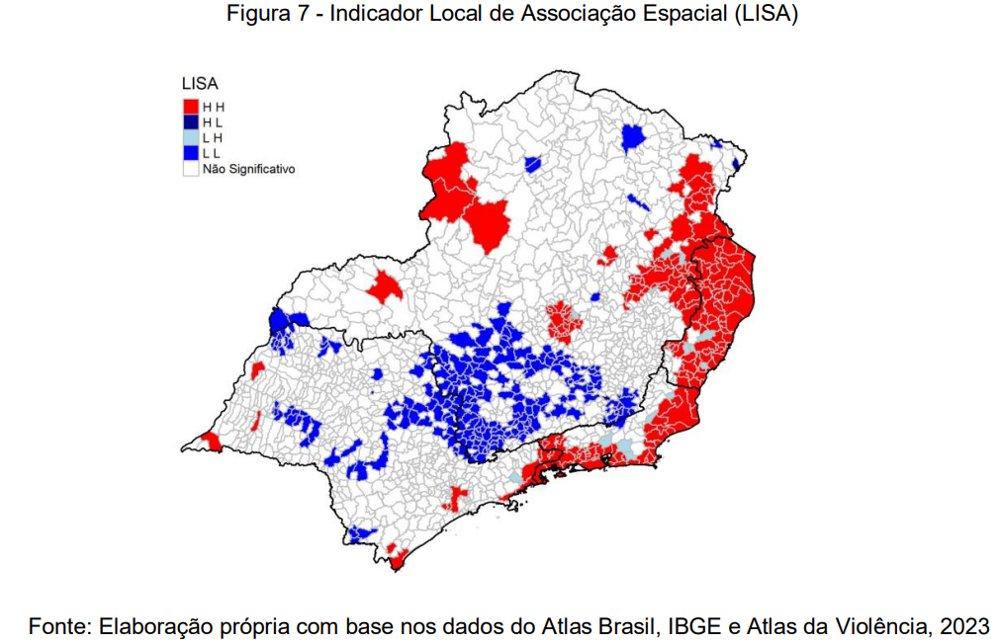 Figura 7 - Indicador Local de Associação Espacial (LISA)
LISA
H H
H L
L H
L L
Não Significativo
Fonte: Elaboração própria com base nos dados do Atlas Brasil, IBGE e Atlas da Violência, 2023